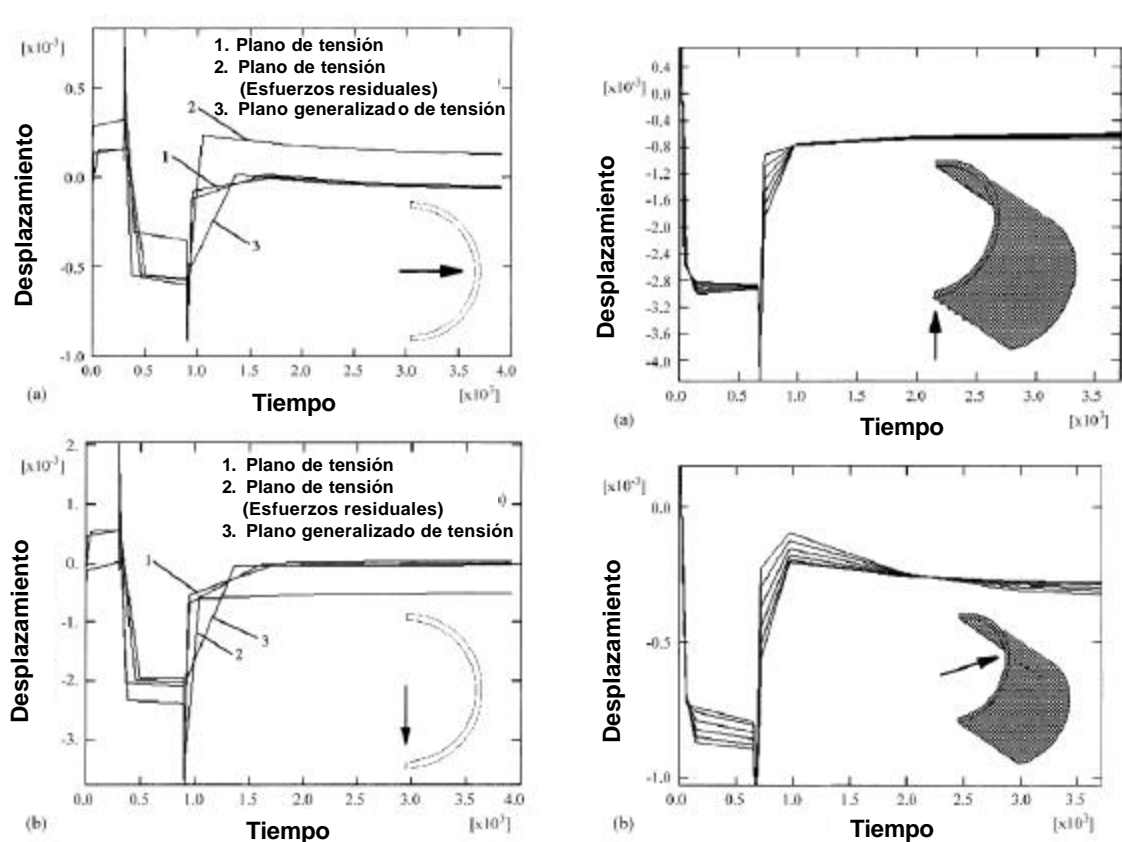 [x10⁻³]
1. Plano de tensión
2. Plano de tensión
(Esfuerzos residuales)
3. Plano generalizado de tensión
Desplazamiento
0.5
0.0
-0.5
-1.0
2
1
3
0.0 0.5 1.0 1.5 2.0 2.5 3.0 3.5 4.0
(a) Tiempo [x10³]
[x10⁻³]
Desplazamiento
0.4
0.0
-0.4
-0.8
-1.2
-1.6
-2.0
-2.4
-2.8
-3.2
-3.6
-4.0
0.0 0.5 1.0 1.5 2.0 2.5 3.0 3.5
(a) Tiempo [x10³]
2.
[x10⁻³]
1. Plano de tensión
2. Plano de tensión
(Esfuerzos residuales)
3. Plano generalizado de tensión
Desplazamiento
1.
0.
-1.
-2.
-3.
1
3
2
0.0 0.5 1.0 1.5 2.0 2.5 3.0 3.5 4.0
(b) Tiempo [x10³]
[x10⁻³]
Desplazamiento
0.0
-0.5
-1.0
0.0 0.5 1.0 1.5 2.0 2.5 3.0 3.5
(b) Tiempo [x10³]